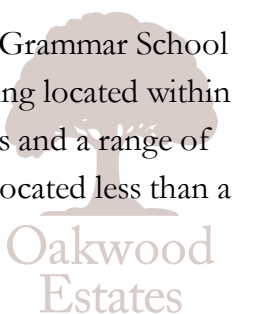 Grammar School
ng located within
s and a range of
ocated less than a
Oakwood
Estates